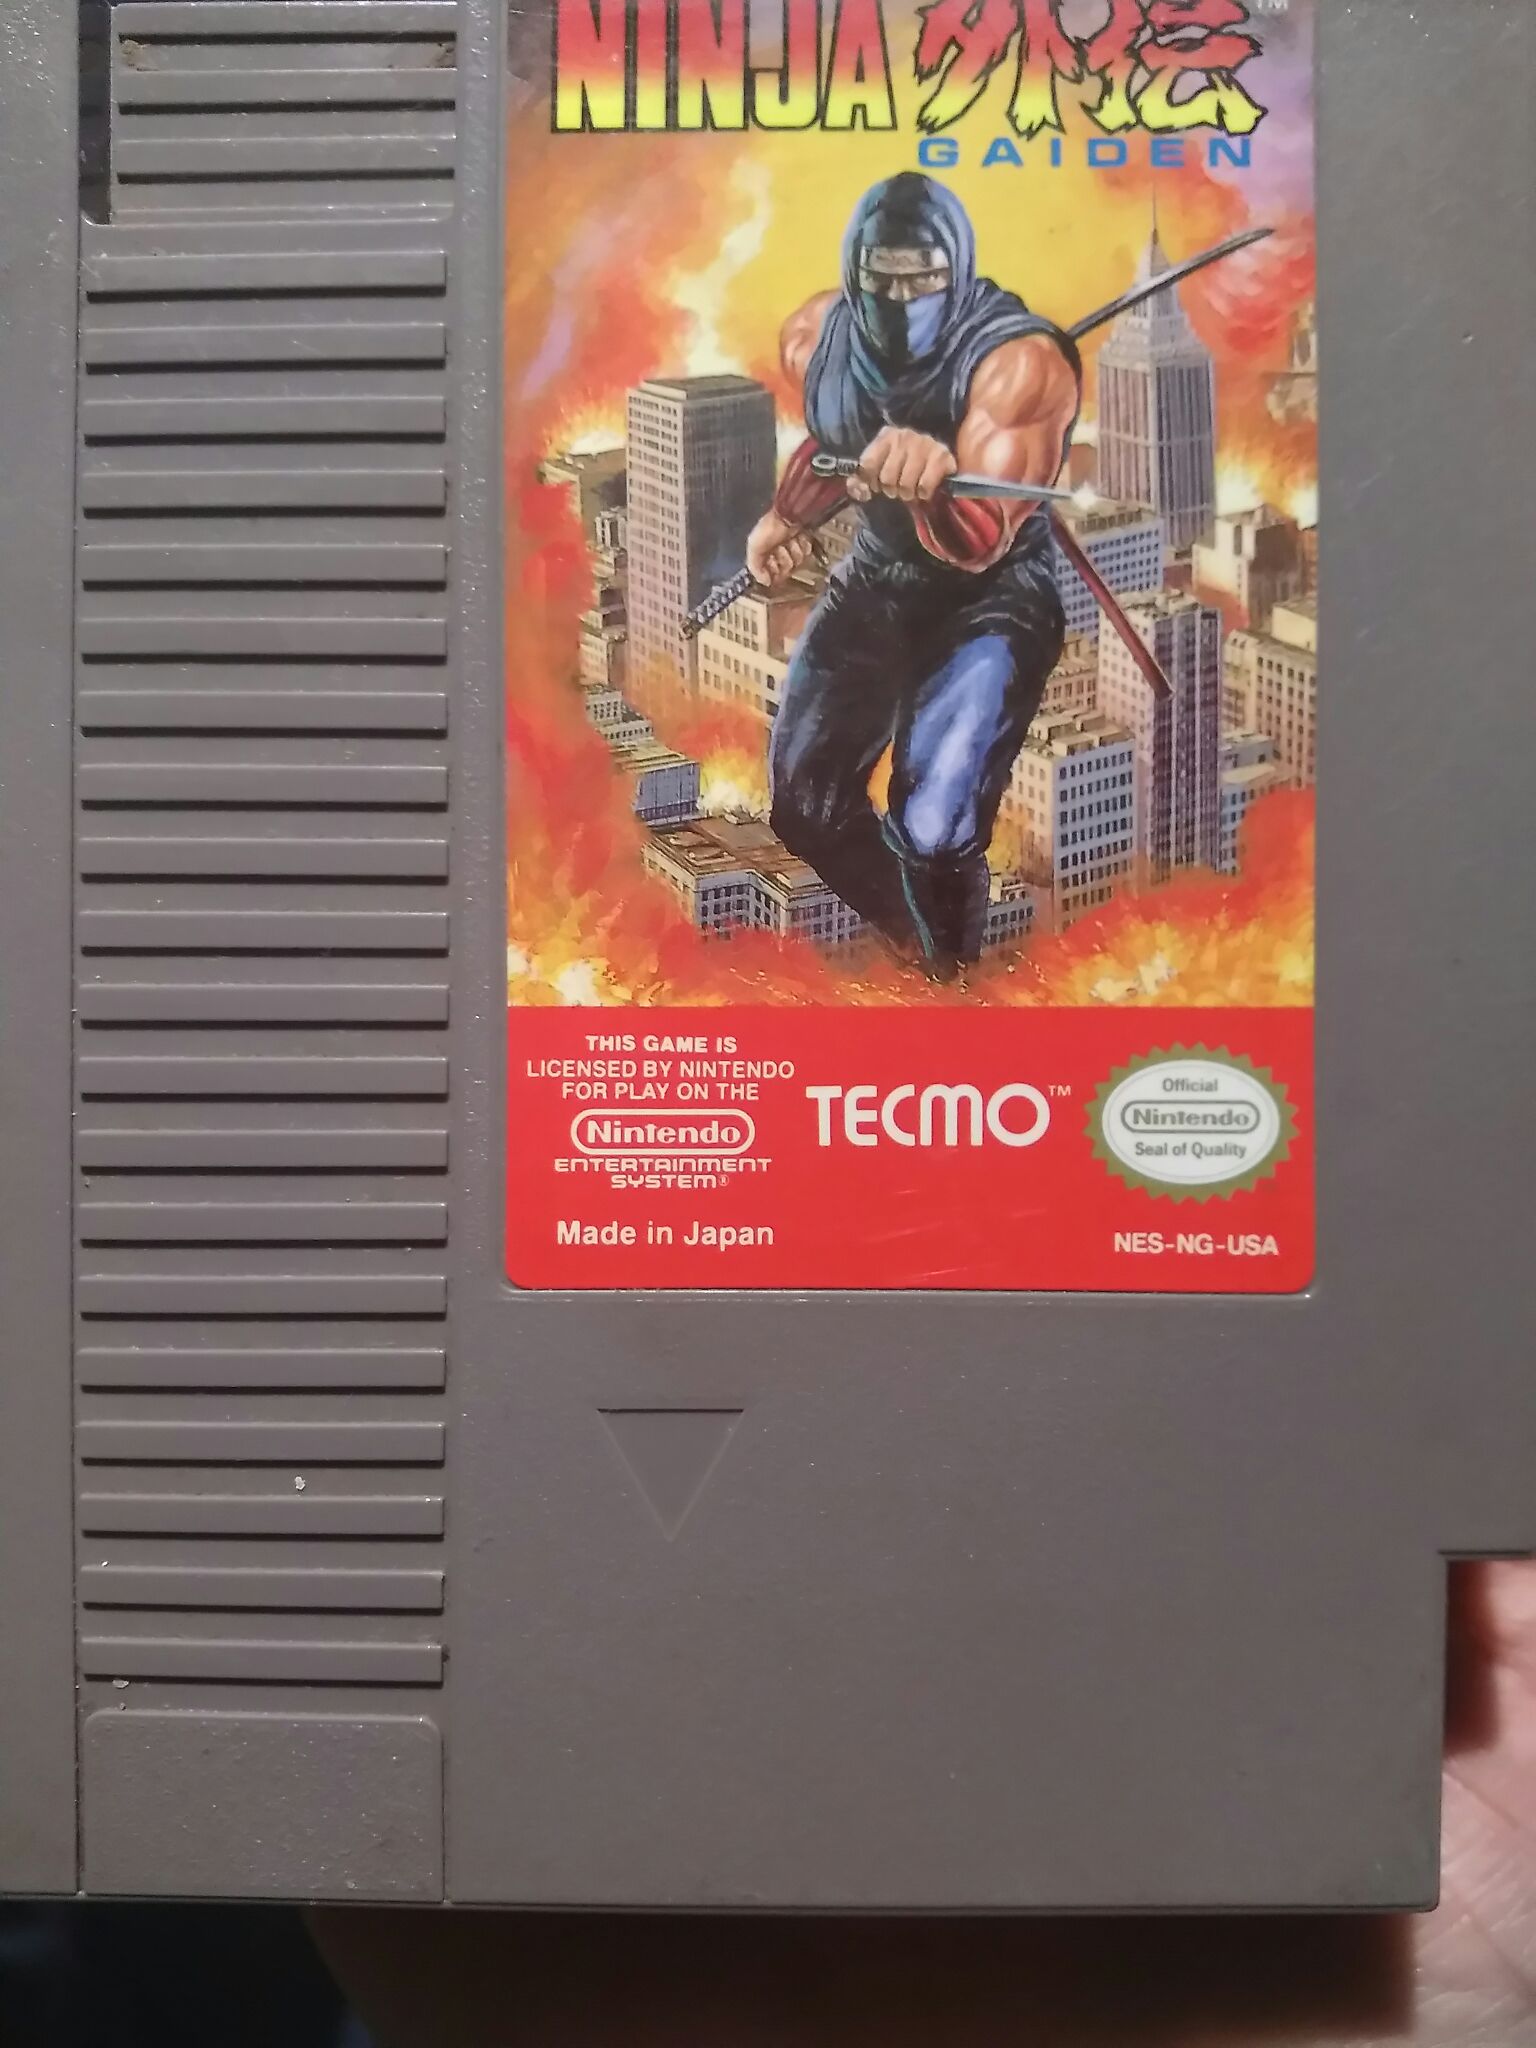 NINJA 外伝 TM
GAIDEN
THIS GAME IS
LICENSED BY NINTENDO
FOR PLAY ON THE
Nintendo
ENTERTAINMENT
SYSTEM®
Made in Japan
TECMO™
Official
Nintendo
Seal of Quality
NES-NG-USA